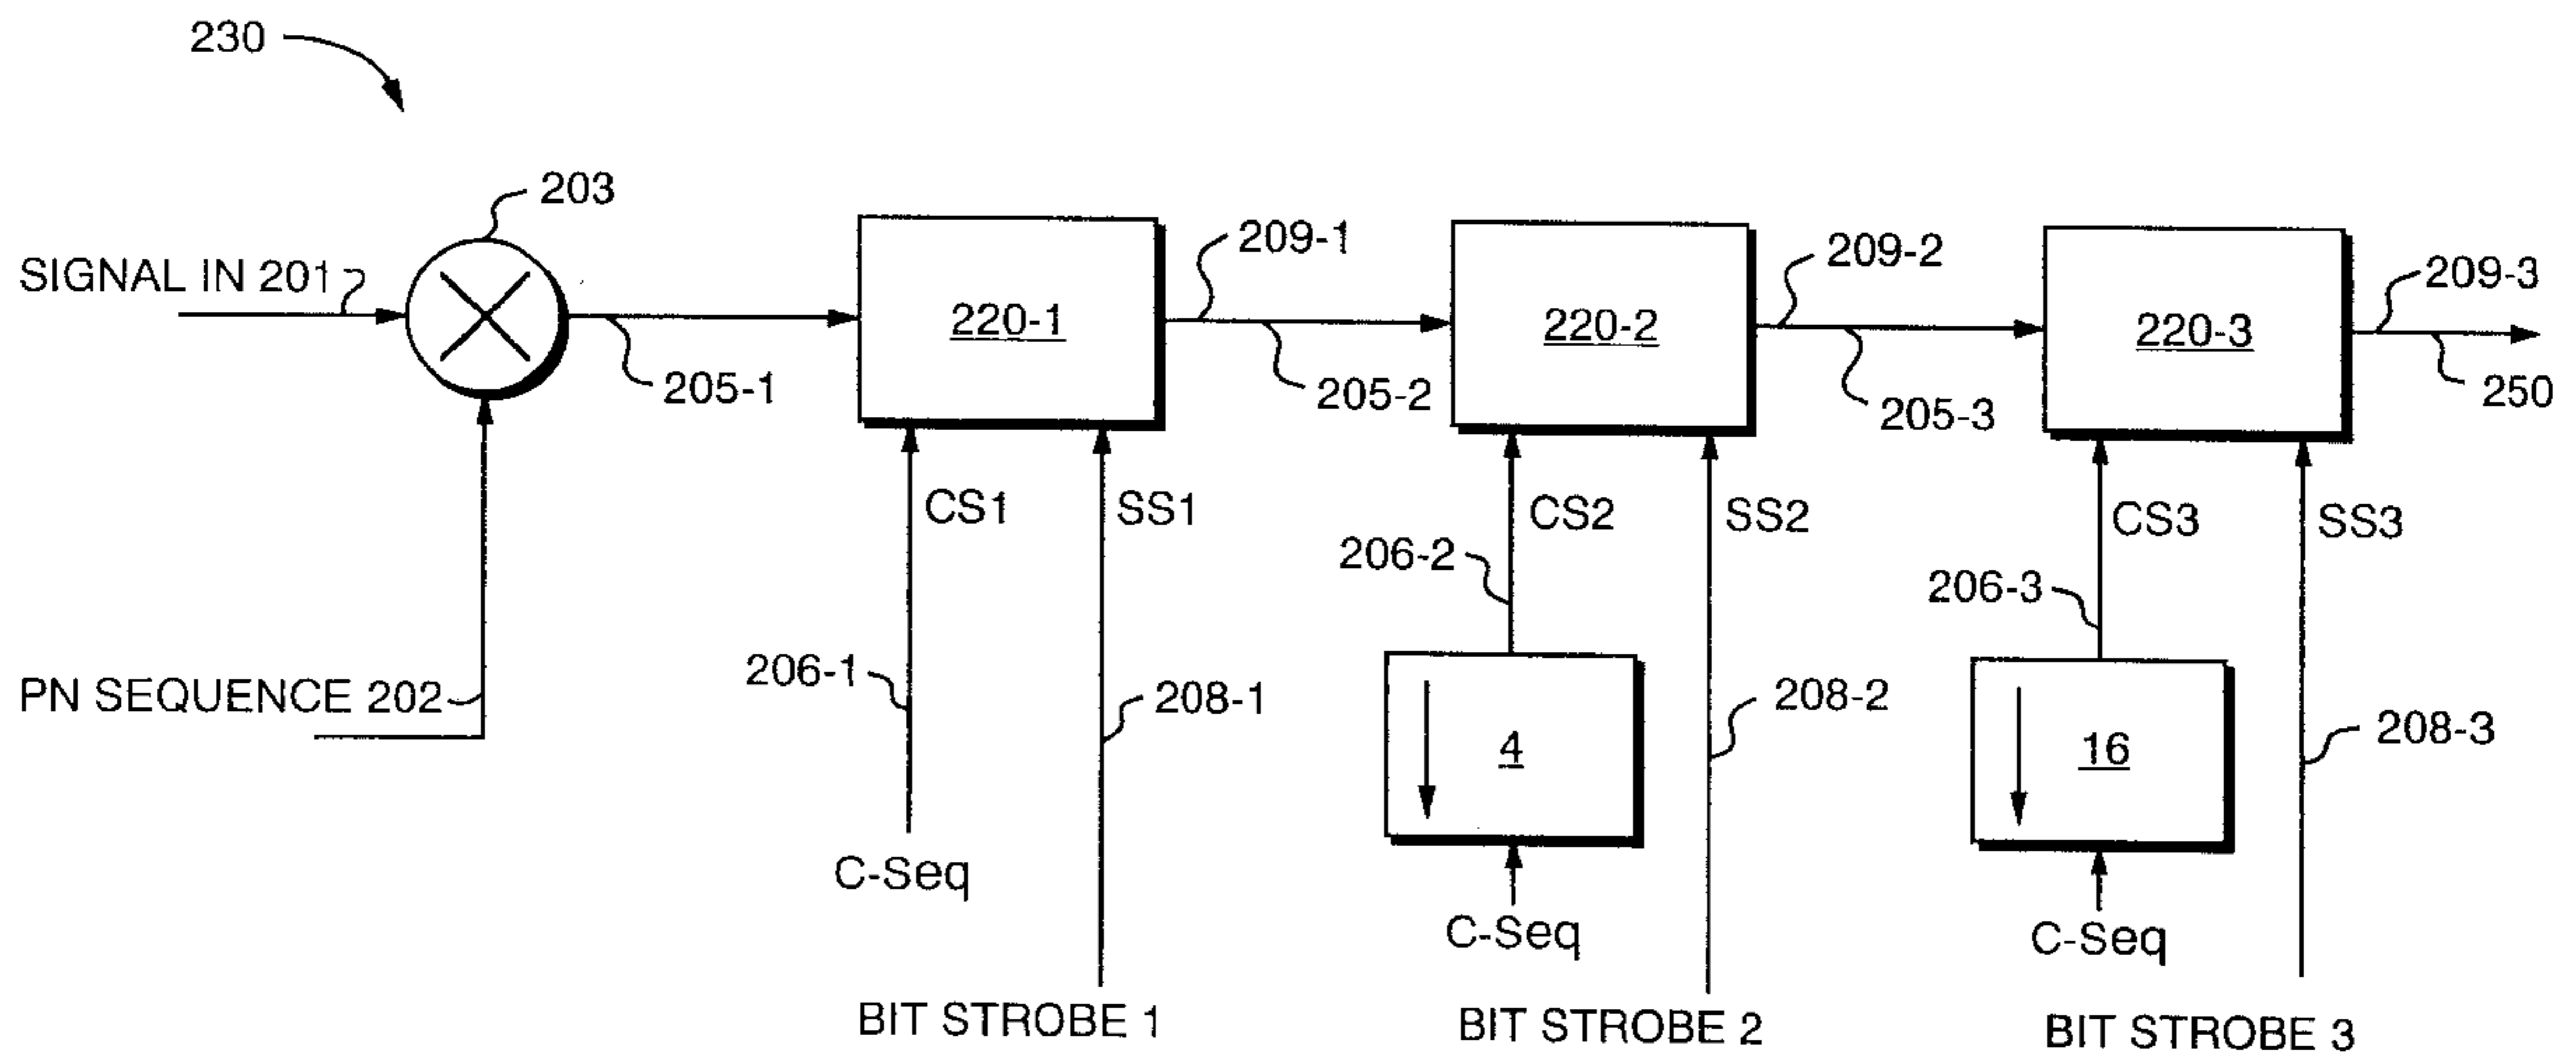 230
203
SIGNAL IN 201
209-1
209-2
209-3
220-1
220-2
220-3
205-1
205-2
205-3
250
CS1
SS1
CS2
SS2
CS3
SS3
206-2
206-3
206-1
PN SEQUENCE 202
208-1
208-2
208-3
4
16
C-Seq
C-Seq
C-Seq
BIT STROBE 1
BIT STROBE 2
BIT STROBE 3